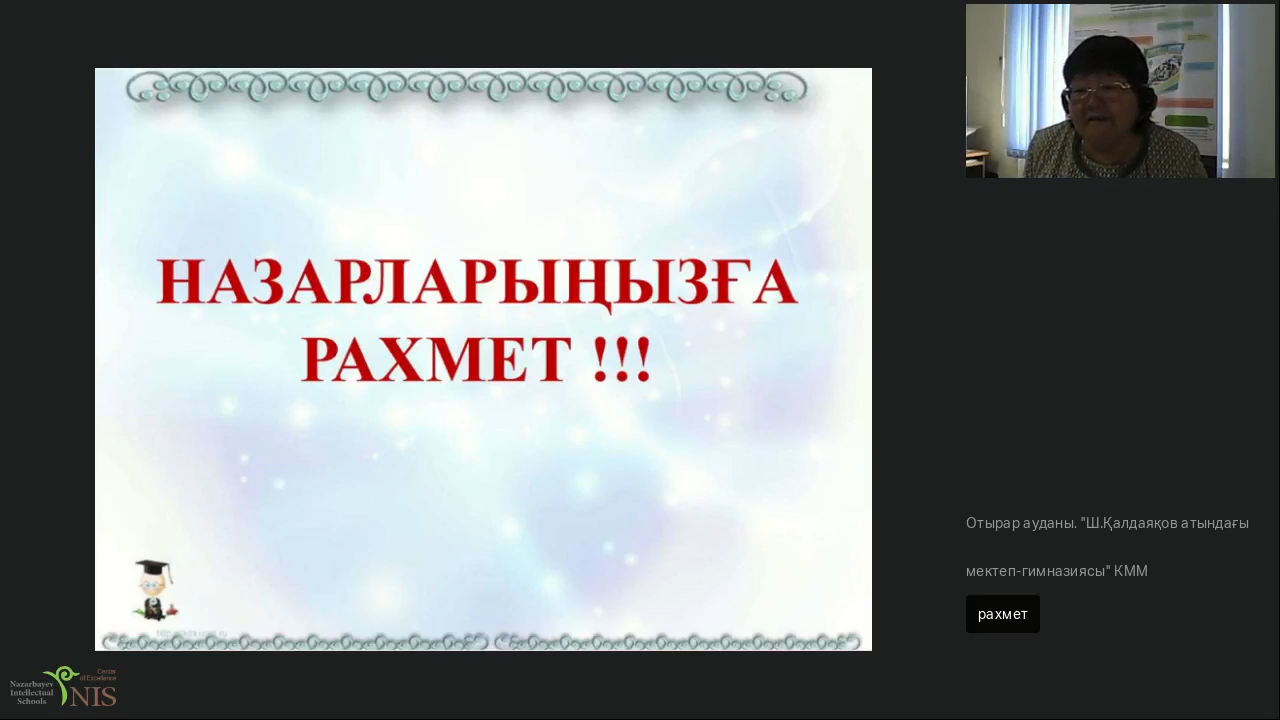 НАЗАРЛАРЫҢЫЗҒА
РАХМЕТ !!!
Отырар ауданы. "Ш.Қалдаяқов атындағы
мектеп-гимназиясы" КММ
рахмет
Nazarbayev
Intellectual
Schools
NIS
Center
of Excellence